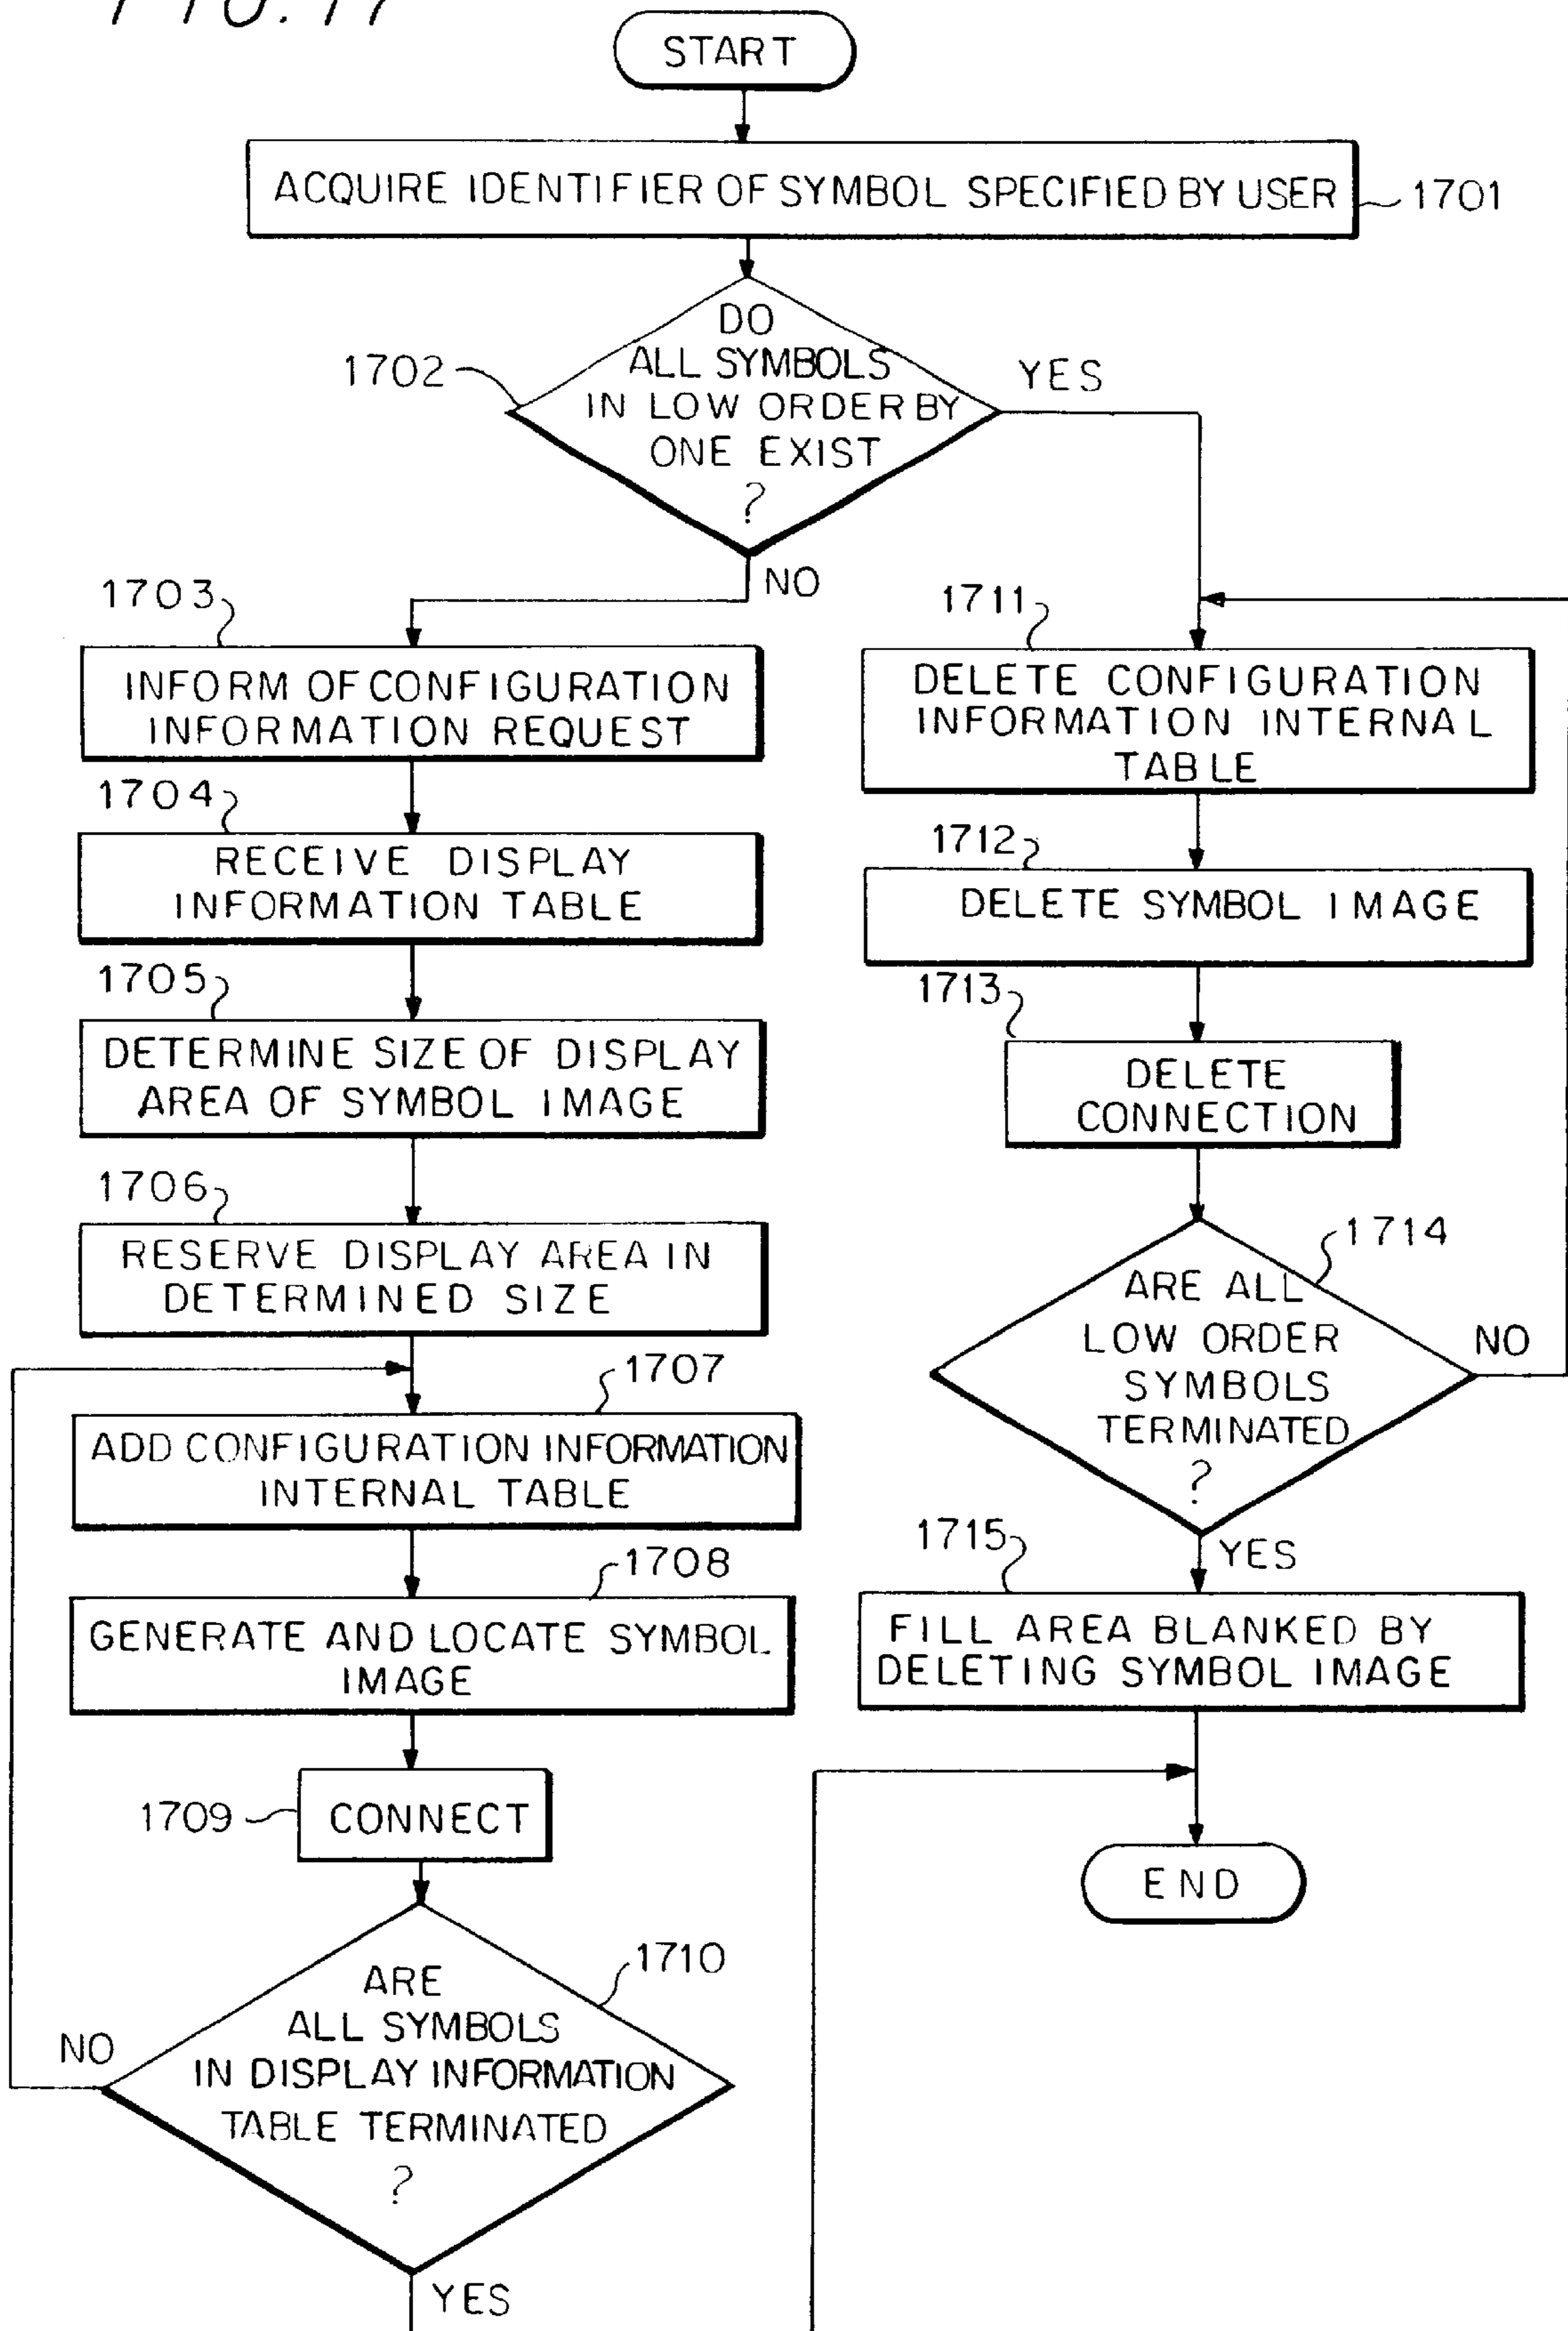 FIG. 17
START
ACQUIRE IDENTIFIER OF SYMBOL SPECIFIED BY USER
1701
1702
DO
ALL SYMBOLS
IN LOW ORDER BY
ONE EXIST
?
YES
NO
1703
INFORM OF CONFIGURATION
INFORMATION REQUEST
1704
RECEIVE DISPLAY
INFORMATION TABLE
1705
DETERMINE SIZE OF DISPLAY
AREA OF SYMBOL IMAGE
1706
RESERVE DISPLAY AREA IN
DETERMINED SIZE
1707
ADD CONFIGURATION INFORMATION
INTERNAL TABLE
1708
GENERATE AND LOCATE SYMBOL
IMAGE
1709
CONNECT
1710
ARE
ALL SYMBOLS
IN DISPLAY INFORMATION
TABLE TERMINATED
?
NO
YES
1711
DELETE CONFIGURATION
INFORMATION INTERNAL
TABLE
1712
DELETE SYMBOL IMAGE
1713
DELETE
CONNECTION
1714
ARE ALL
LOW ORDER
SYMBOLS
TERMINATED
?
NO
YES
1715
FILL AREA BLANKED BY
DELETING SYMBOL IMAGE
END